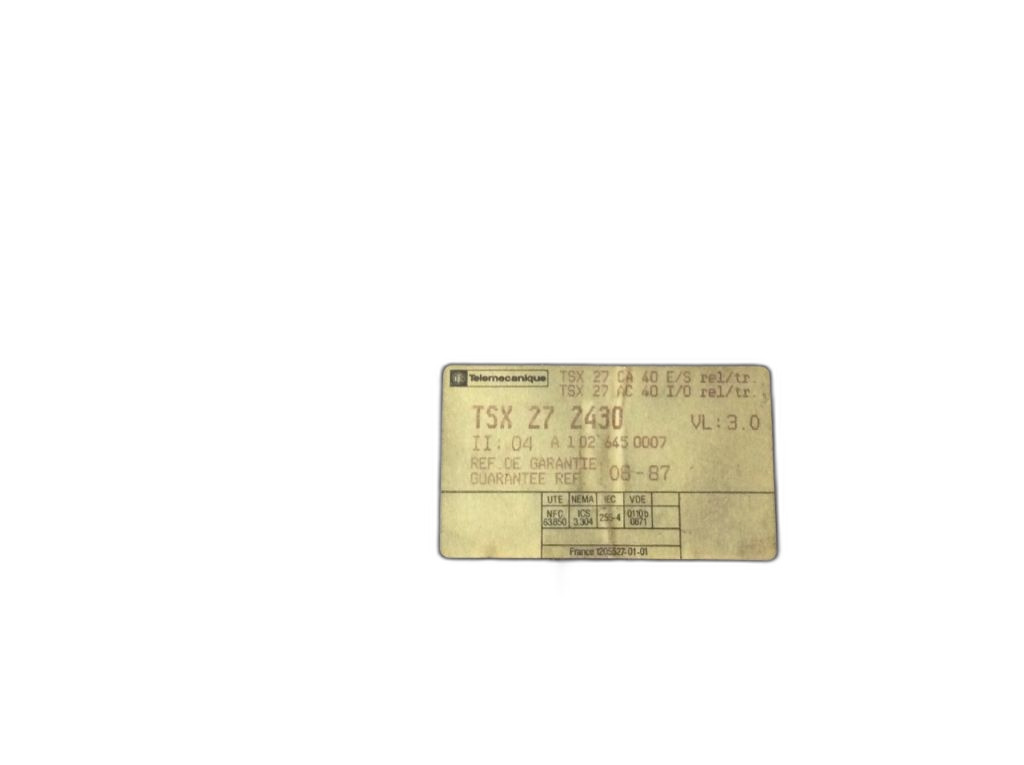 Telemecanique
TSX 27 CA 40 E/S rel/tr.
TSX 27 AC 40 I/O rel/tr.
TSX 27 2430
VL:3.0
II: 04 A 102 645 0007
REF.DE GARANTIE
GUARANTEE REF. 08-87
UTE NEMA IEC VDE
NFC ICS 255-4 0110b
63850 3.304 0871
France 1205527-01-01